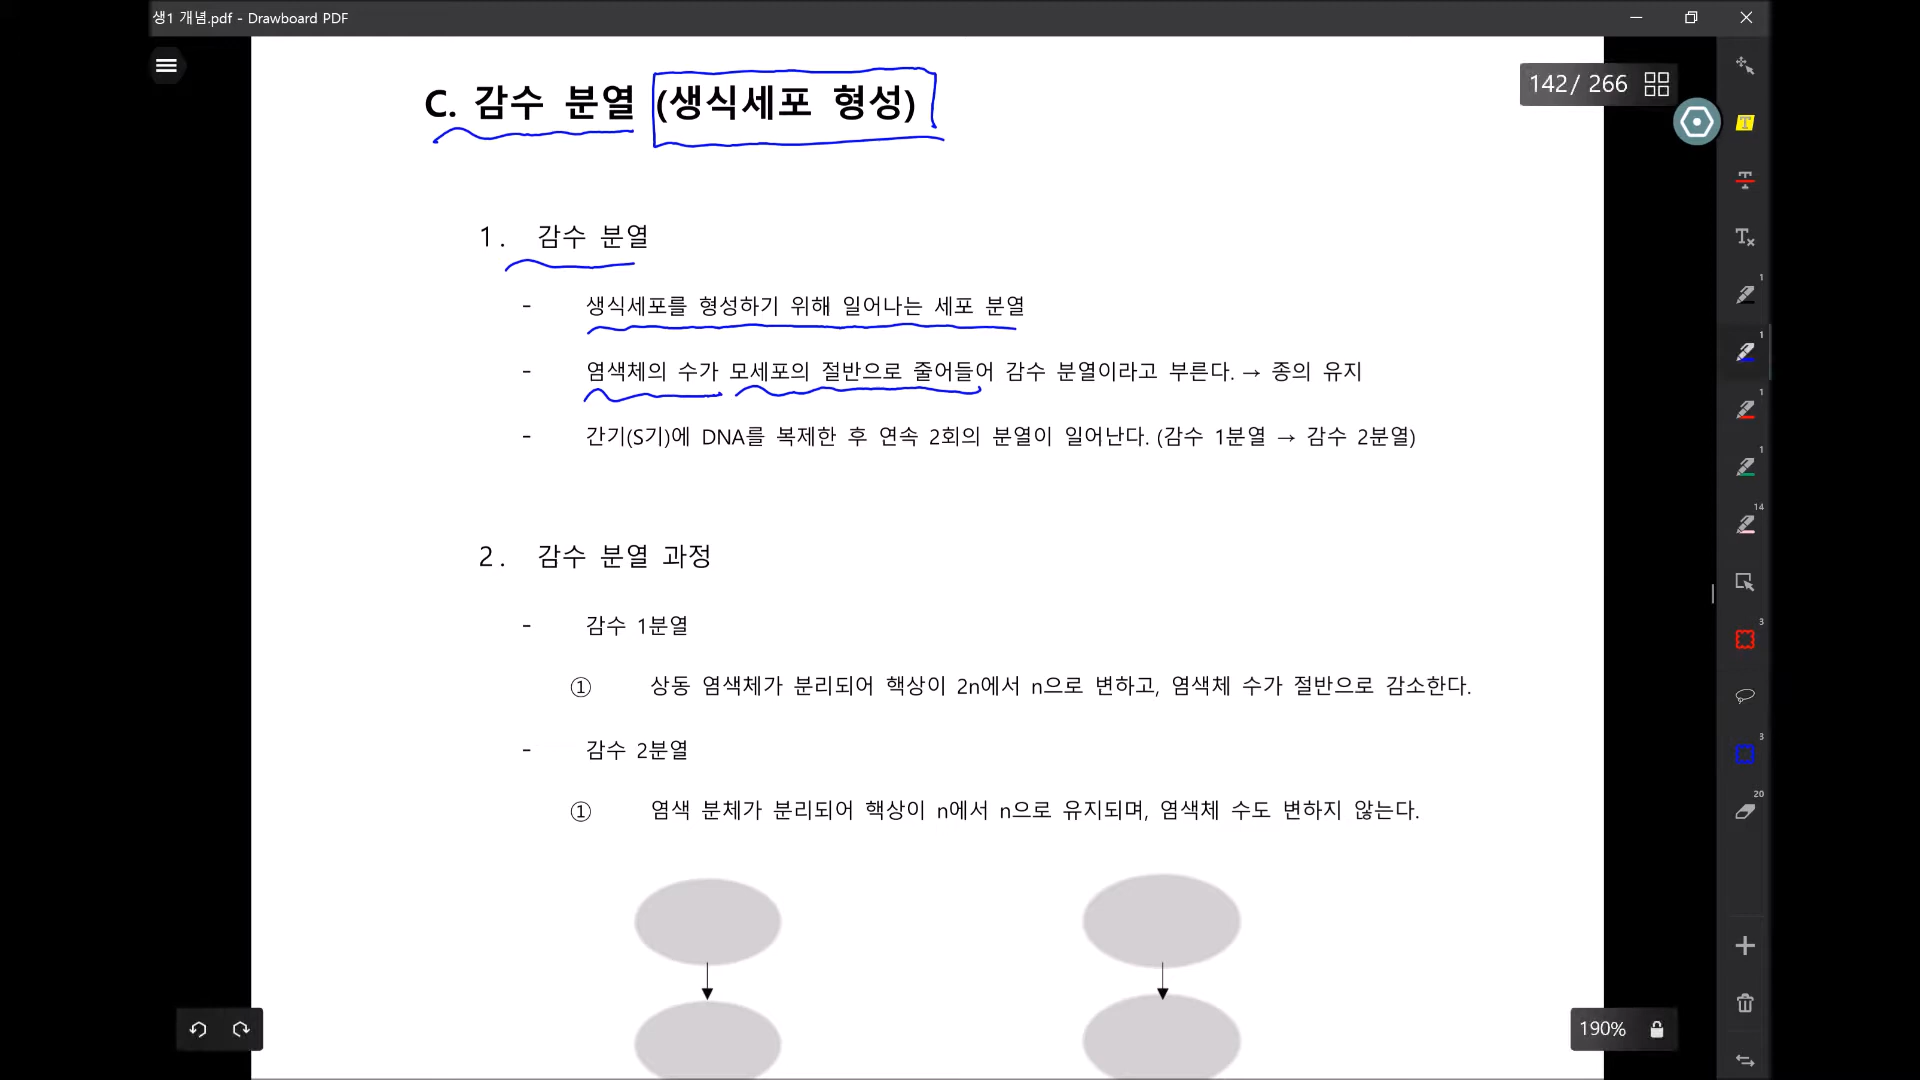 생1 개념.pdf - Drawboard PDF
142 / 266
C. 감수 분열 (생식세포 형성)
1. 감수 분열
- 생식세포를 형성하기 위해 일어나는 세포 분열
- 염색체의 수가 모세포의 절반으로 줄어들어 감수 분열이라고 부른다. → 종의 유지
- 간기(S기)에 DNA를 복제한 후 연속 2회의 분열이 일어난다. (감수 1분열 → 감수 2분열)
2. 감수 분열 과정
- 감수 1분열
① 상동 염색체가 분리되어 핵상이 2n에서 n으로 변하고, 염색체 수가 절반으로 감소한다.
- 감수 2분열
① 염색 분체가 분리되어 핵상이 n에서 n으로 유지되며, 염색체 수도 변하지 않는다.
190%
T
T
Tx
1
1
1
1
14
3
3
20